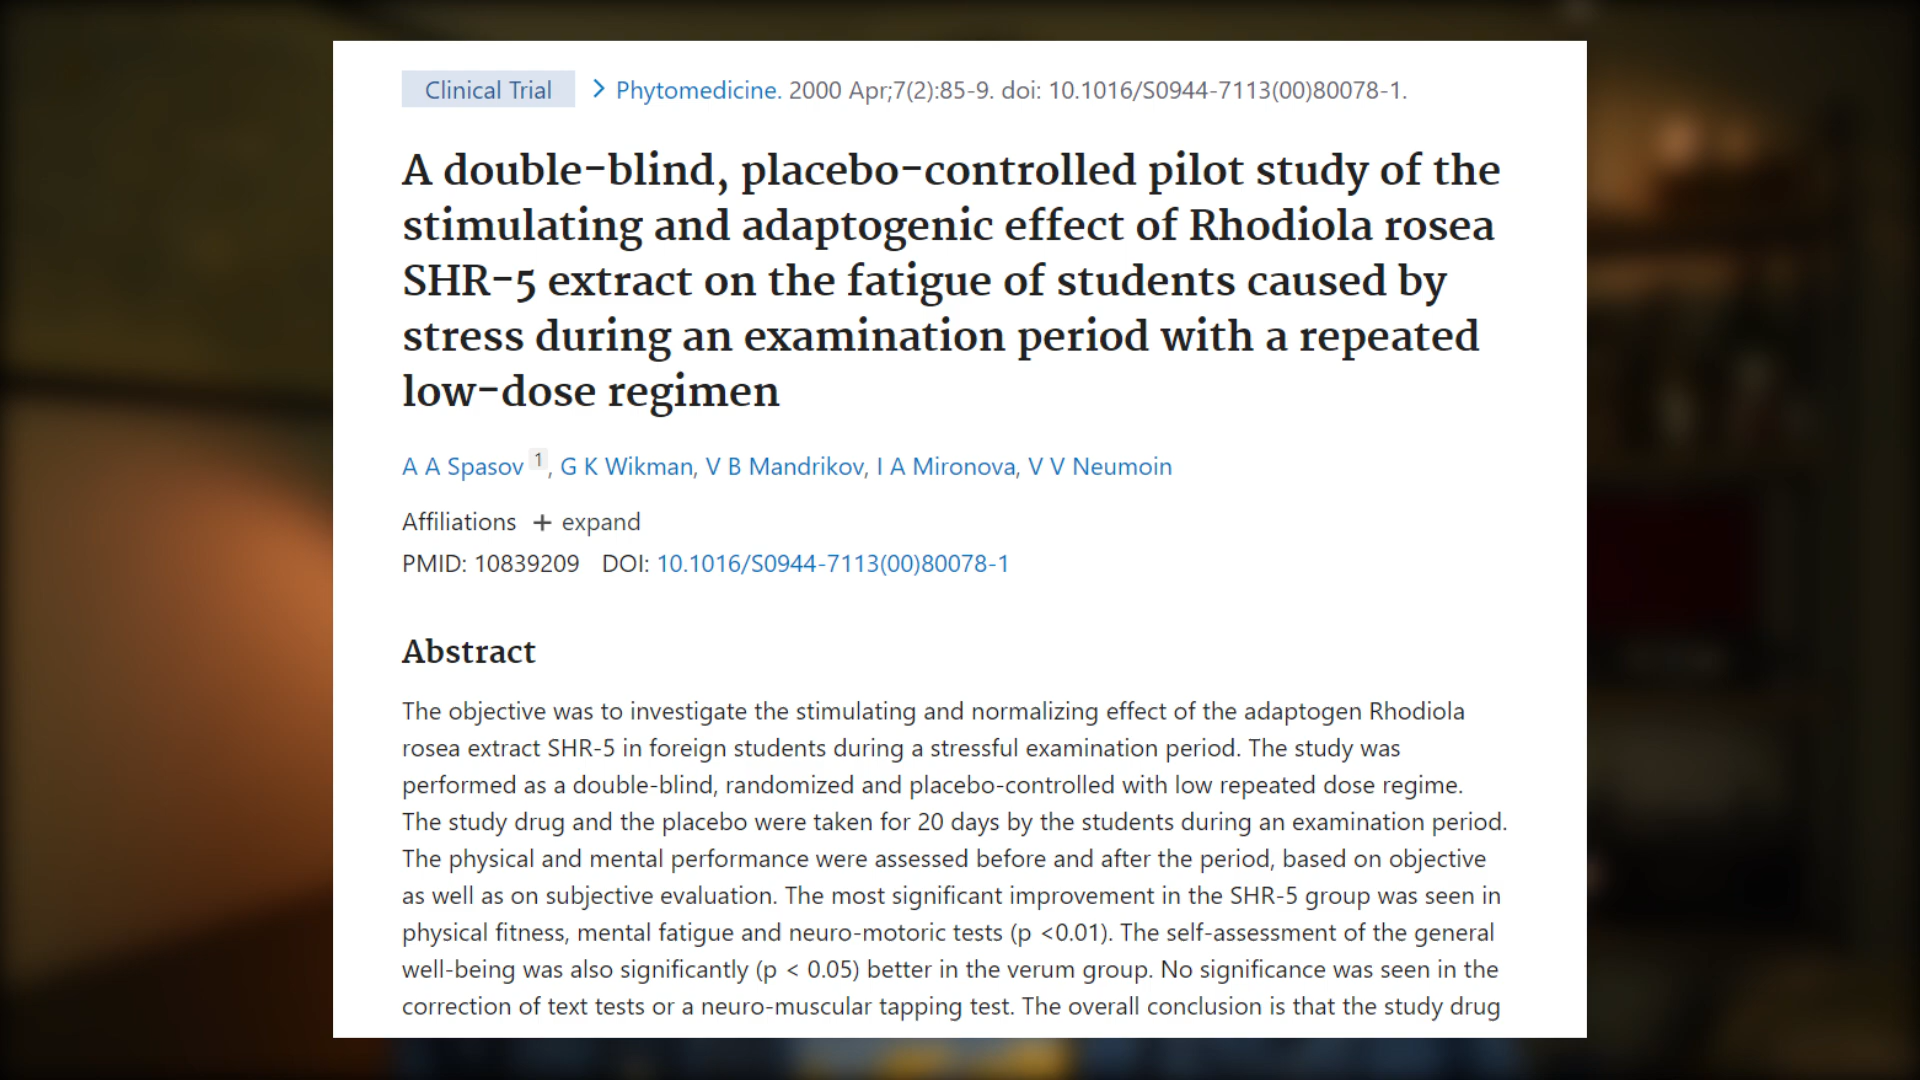 Clinical Trial > Phytomedicine. 2000 Apr;7(2):85-9. doi: 10.1016/S0944-7113(00)80078-1.
A double-blind, placebo-controlled pilot study of the
stimulating and adaptogenic effect of Rhodiola rosea
SHR-5 extract on the fatigue of students caused by
stress during an examination period with a repeated
low-dose regimen
A A Spasov 1, G K Wikman, V B Mandrikov, I A Mironova, V V Neumoin
Affiliations + expand
PMID: 10839209 DOI: 10.1016/S0944-7113(00)80078-1
Abstract
The objective was to investigate the stimulating and normalizing effect of the adaptogen Rhodiola
rosea extract SHR-5 in foreign students during a stressful examination period. The study was
performed as a double-blind, randomized and placebo-controlled with low repeated dose regime.
The study drug and the placebo were taken for 20 days by the students during an examination period.
The physical and mental performance were assessed before and after the period, based on objective
as well as on subjective evaluation. The most significant improvement in the SHR-5 group was seen in
physical fitness, mental fatigue and neuro-motoric tests (p <0.01). The self-assessment of the general
well-being was also significantly (p < 0.05) better in the verum group. No significance was seen in the
correction of text tests or a neuro-muscular tapping test. The overall conclusion is that the study drug